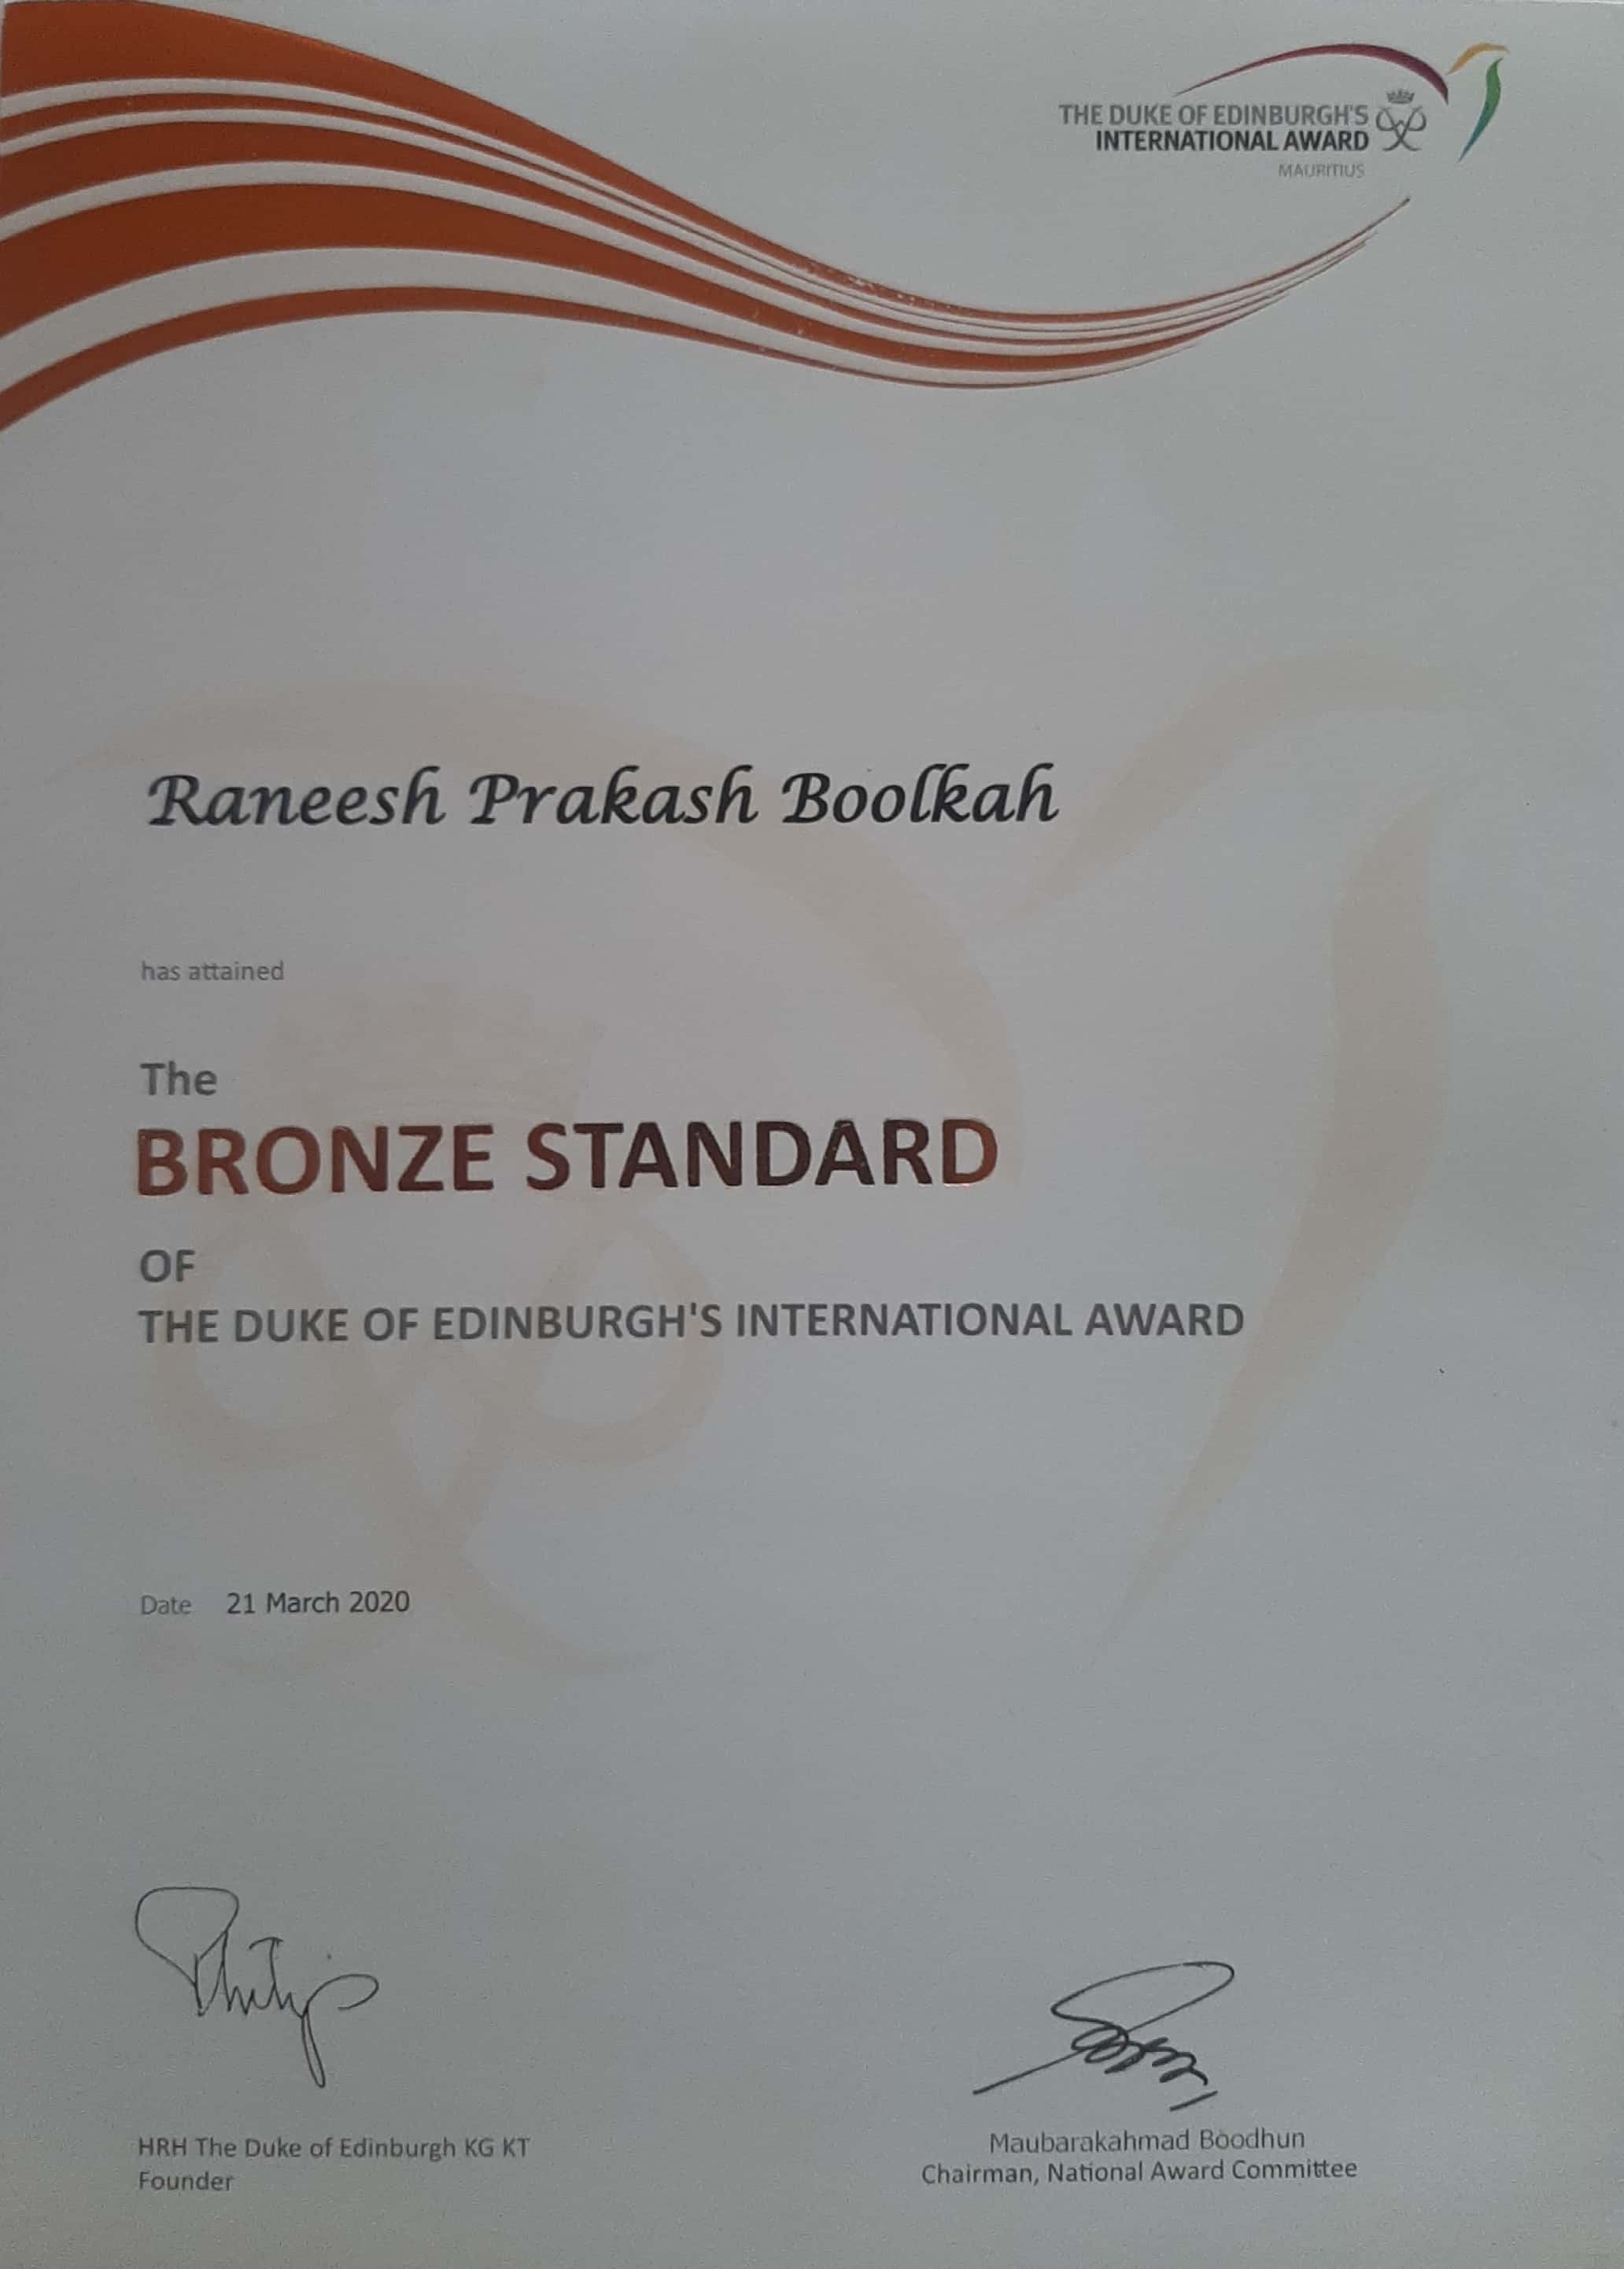 THE DUKE OF EDINBURGH'S
INTERNATIONAL AWARD
MAURITIUS
Raneesh Prakash Boolkah
has attained
The
BRONZE STANDARD
OF
THE DUKE OF EDINBURGH'S INTERNATIONAL AWARD
Date 21 March 2020
Philip
HRH The Duke of Edinburgh KG KT
Founder
Maubarakahmad Boodhun
Chairman, National Award Committee